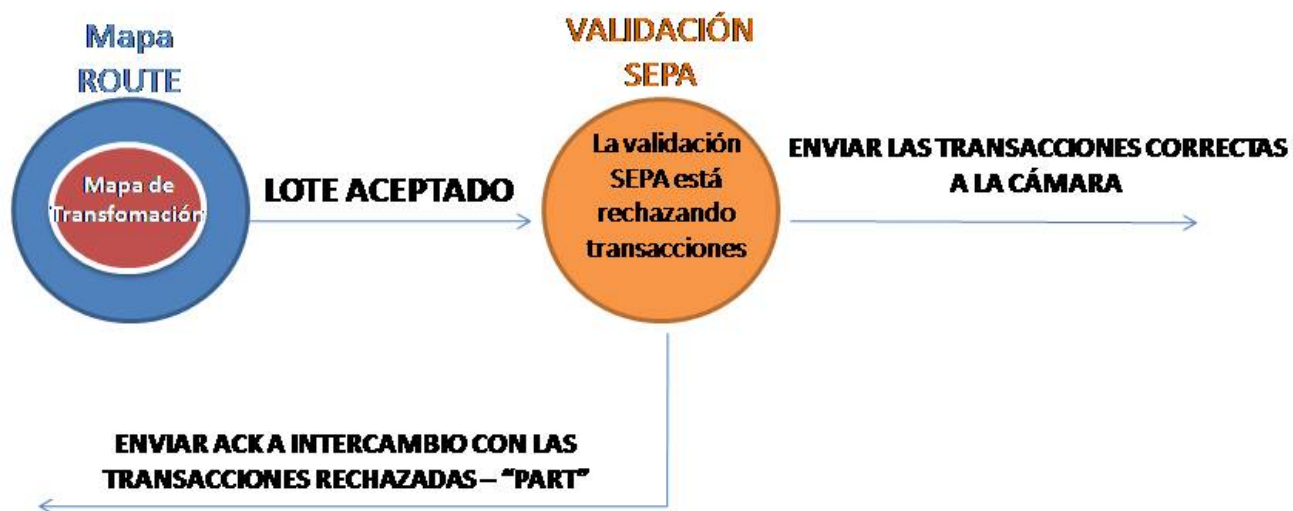 Mapa
ROUTE
Mapa de
Transfomación
LOTE ACEPTADO
VALIDACIÓN
SEPA
La validación
SEPA está
rechazando
transacciones
ENVIAR LAS TRANSACCIONES CORRECTAS
A LA CÁMARA
ENVIAR ACK A INTERCAMBIO CON LAS
TRANSACCIONES RECHAZADAS – “PART”